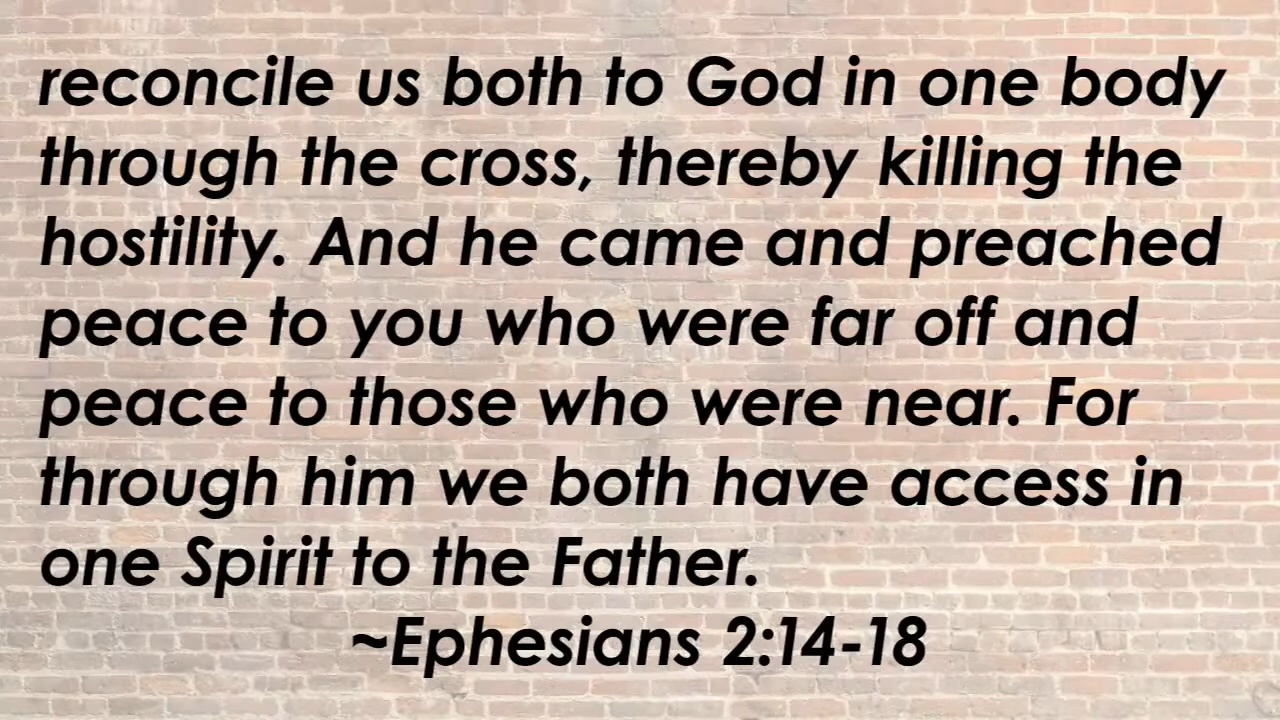 reconcile us both to God in one body
through the cross, thereby killing the
hostility. And he came and preached
peace to you who were far off and
peace to those who were near. For
through him we both have access in
one Spirit to the Father.
~Ephesians 2:14-18